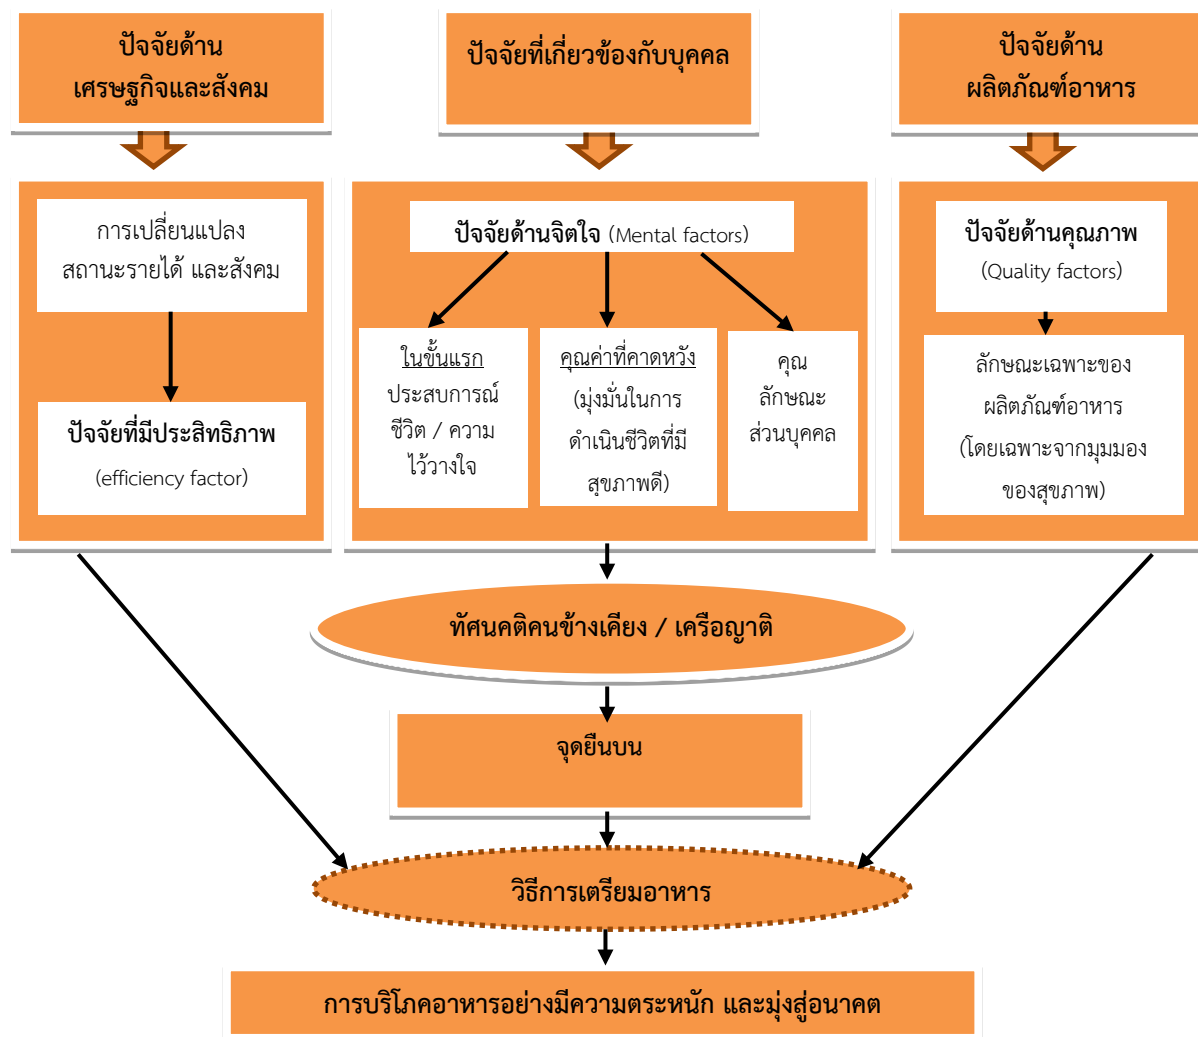 ปัจจัยด้าน
เศรษฐกิจและสังคม
ปัจจัยที่เกี่ยวข้องกับบุคคล
ปัจจัยด้าน
ผลิตภัณฑ์อาหาร
การเปลี่ยนแปลง
สถานะรายได้ และสังคม
ปัจจัยที่มีประสิทธิภาพ
(efficiency factor)
ปัจจัยด้านจิตใจ (Mental factors)
ในขั้นแรก
ประสบการณ์
ชีวิต / ความ
ไว้วางใจ
คุณค่าที่คาดหวัง
(มุ่งมั่นในการ
ดำเนินชีวิตที่มี
สุขภาพดี)
คุณ
ลักษณะ
ส่วนบุคคล
ปัจจัยด้านคุณภาพ
(Quality factors)
ลักษณะเฉพาะของ
ผลิตภัณฑ์อาหาร
(โดยเฉพาะจากมุมมอง
ของสุขภาพ)
ทัศนคติคนข้างเคียง / เครือญาติ
จุดยืนบน
วิธีการเตรียมอาหาร
การบริโภคอาหารอย่างมีความตระหนัก และมุ่งสู่อนาคต